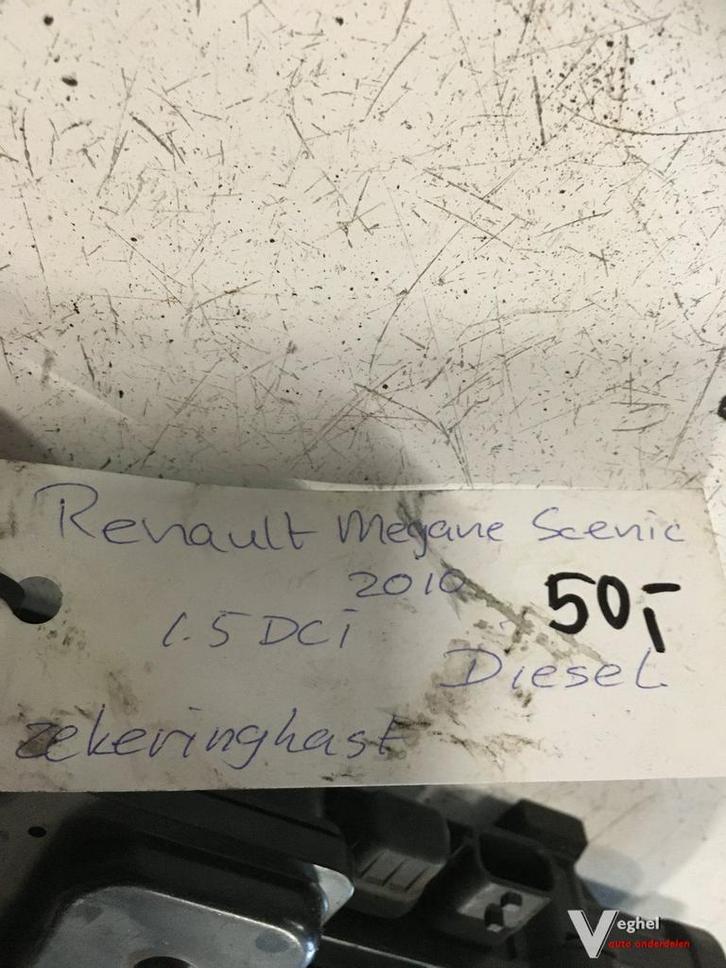 Renault Megane Scenic
2010
50,-
1.5 DCi
Diesel
zekeringkast
Veghel
auto onderdelen